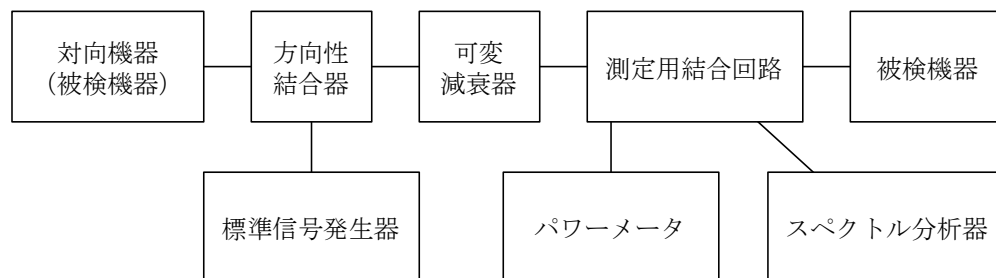 対向機器
（被検機器）
方向性
結合器
可変
減衰器
測定用結合回路
被検機器
標準信号発生器
パワーメータ
スペクトル分析器